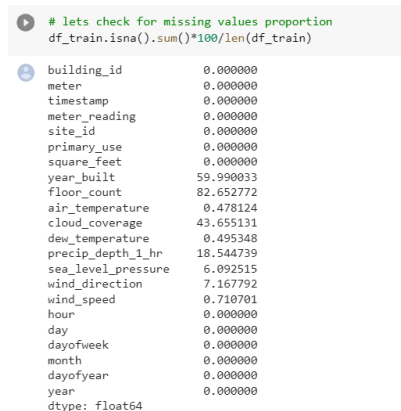 # lets check for missing values proportion
df_train.isna().sum()*100/len(df_train)
building_id 0.000000
meter 0.000000
timestamp 0.000000
meter_reading 0.000000
site_id 0.000000
primary_use 0.000000
square_feet 0.000000
year_built 59.990033
floor_count 82.652772
air_temperature 0.478124
cloud_coverage 43.655131
dew_temperature 0.495348
precip_depth_1_hr 18.544739
sea_level_pressure 6.092515
wind_direction 7.167792
wind_speed 0.710701
hour 0.000000
day 0.000000
dayofweek 0.000000
month 0.000000
dayofyear 0.000000
year 0.000000
dtype: float64